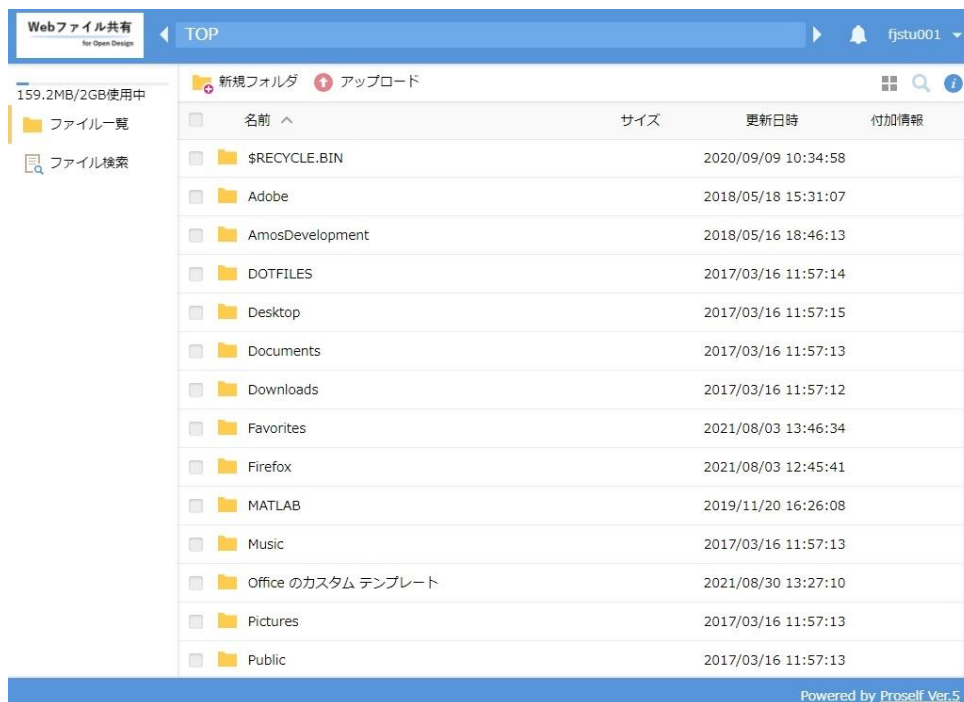 Webファイル共有
for Open Design
TOP
fjstu001
159.2MB/2GB使用中
ファイル一覧
ファイル検索
新規フォルダ アップロード
名前 サイズ 更新日時 付加情報
$RECYCLE.BIN 2020/09/09 10:34:58
Adobe 2018/05/18 15:31:07
AmosDevelopment 2018/05/16 18:46:13
DOTFILES 2017/03/16 11:57:14
Desktop 2017/03/16 11:57:15
Documents 2017/03/16 11:57:13
Downloads 2017/03/16 11:57:12
Favorites 2021/08/03 13:46:34
Firefox 2021/08/03 12:45:41
MATLAB 2019/11/20 16:26:08
Music 2017/03/16 11:57:13
Office のカスタム テンプレート 2021/08/30 13:27:10
Pictures 2017/03/16 11:57:13
Public 2017/03/16 11:57:13
Powered by Proself Ver.5